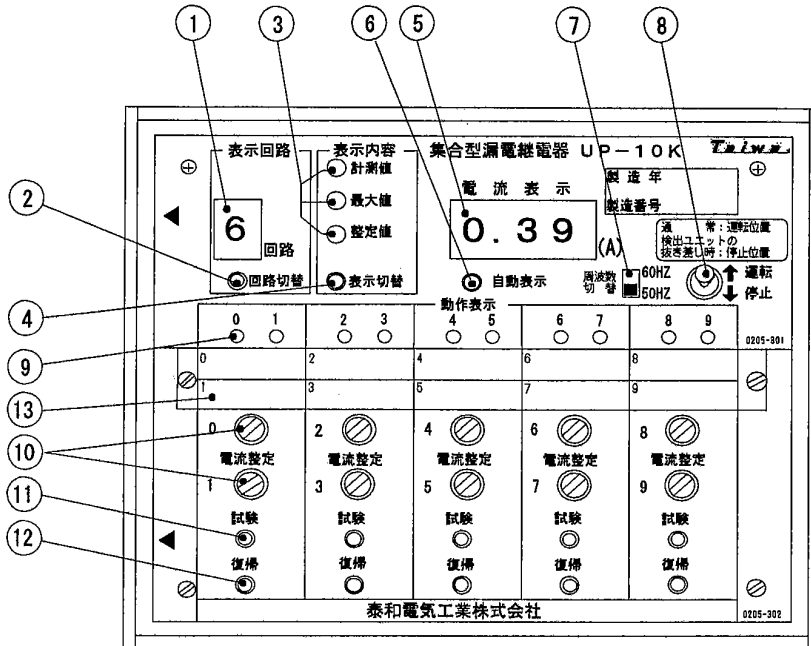 ① ③ ⑥ ⑤ ⑦ ⑧
表示回路 表示内容 集合型漏電継電器 UP-10K Taiwa
計測値
最大値
整定値
電流表示
製造年
製造番号
② 6 回路
0.39 (A)
通常:運転位置
検出ユニットの
抜き差し時:停止位置
回路切替 表示切替 自動表示
周波数
切替
60HZ
50HZ
運転
停止
④ 動作表示
0 1 2 3 4 5 6 7 8 9
⑨ 0205-301
0 2 4 6 8
⑬ 1 3 5 7 9
0 2 4 6 8
⑩ 電流整定 電流整定 電流整定 電流整定 電流整定
1 3 5 7 9
⑪ 試験 試験 試験 試験 試験
⑫ 復帰 復帰 復帰 復帰 復帰
泰和電気工業株式会社 0205-302